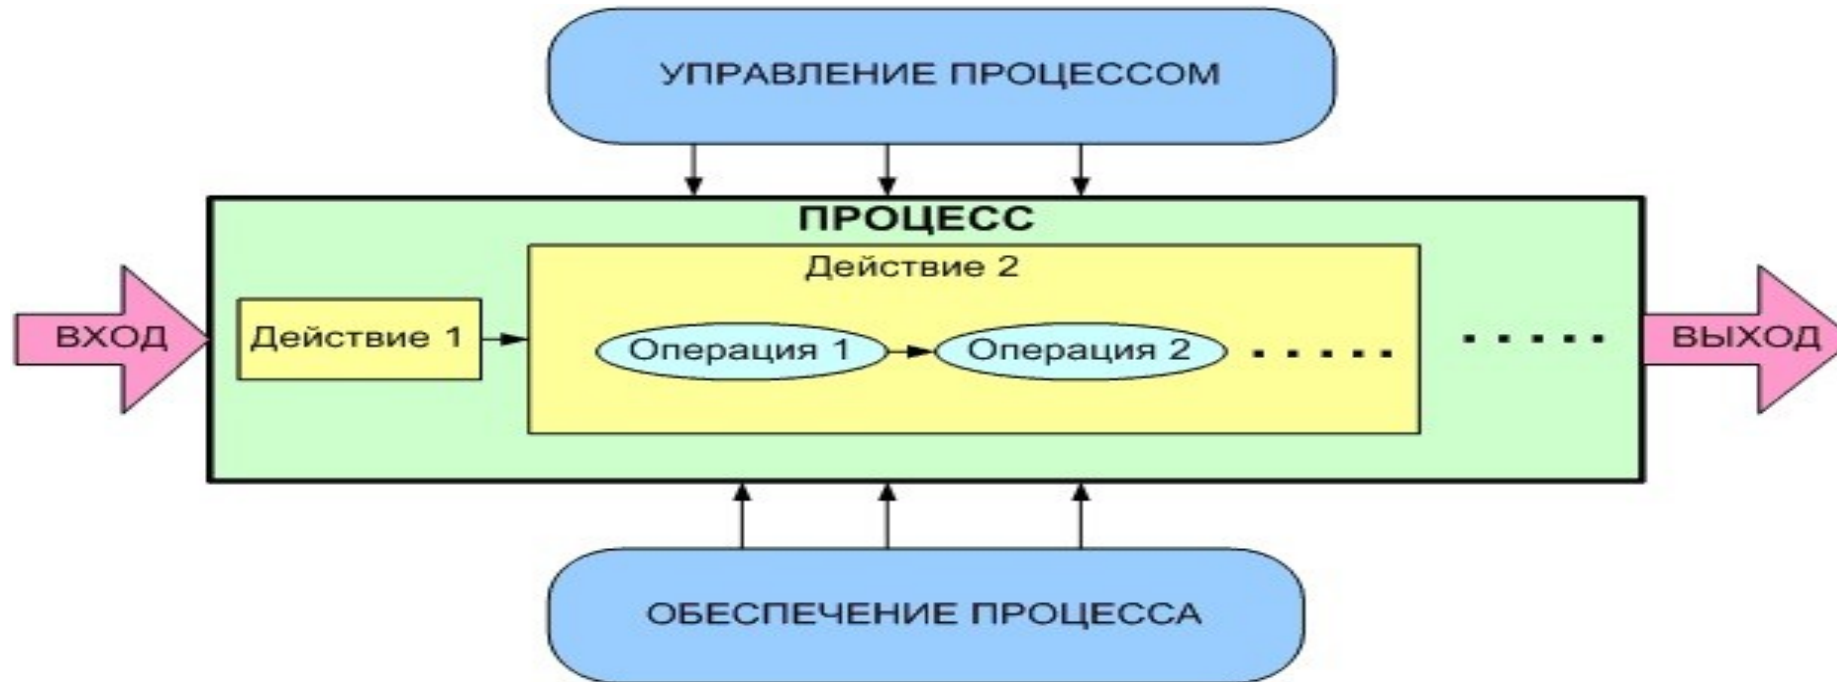 УПРАВЛЕНИЕ ПРОЦЕССОМ
ПРОЦЕСС
Действие 2
ВХОД
Действие 1
Операция 1
Операция 2
ВЫХОД
ОБЕСПЕЧЕНИЕ ПРОЦЕССА